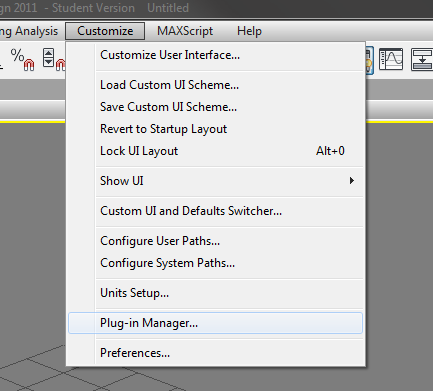 gn 2011 - Student Version Untitled
ng Analysis Customize MAXScript Help
%
Customize User Interface...
Load Custom UI Scheme...
Save Custom UI Scheme...
Revert to Startup Layout
Lock UI Layout Alt+0
Show UI
Custom UI and Defaults Switcher...
Configure User Paths...
Configure System Paths...
Units Setup...
Plug-in Manager...
Preferences...